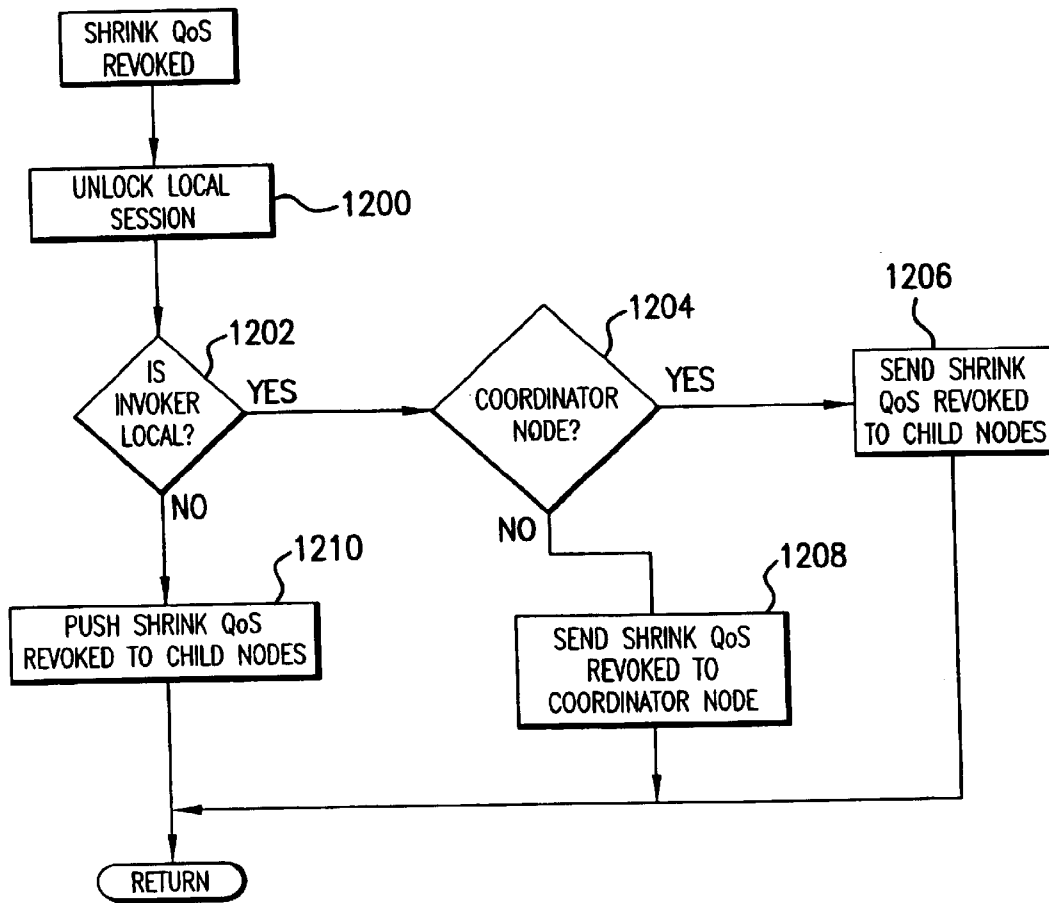 SHRINK QoS
REVOKED
UNLOCK LOCAL
SESSION
1200
1202
IS
INVOKER
LOCAL?
YES
NO
1204
COORDINATOR
NODE?
YES
NO
1206
SEND SHRINK
QoS REVOKED
TO CHILD NODES
1208
SEND SHRINK QoS
REVOKED TO
COORDINATOR NODE
1210
PUSH SHRINK QoS
REVOKED TO CHILD NODES
RETURN